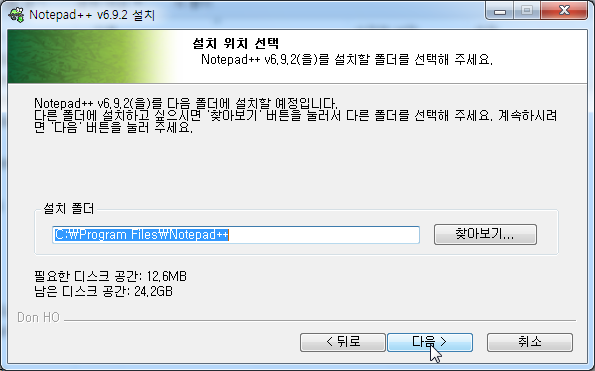 Notepad++ v6.9.2 설치
설치 위치 선택
Notepad++ v6.9.2(을)를 설치할 폴더를 선택해 주세요.
Notepad++ v6.9.2(을)를 다음 폴더에 설치할 예정입니다.
다른 폴더에 설치하고 싶으시면 '찾아보기' 버튼을 눌러서 다른 폴더를 선택해 주세요. 계속하시려
면 '다음' 버튼을 눌러 주세요.
설치 폴더
C:₩Program Files₩Notepad++
찾아보기...
필요한 디스크 공간: 12.6MB
남은 디스크 공간: 24.2GB
Don HO
< 뒤로
다음 >
취소